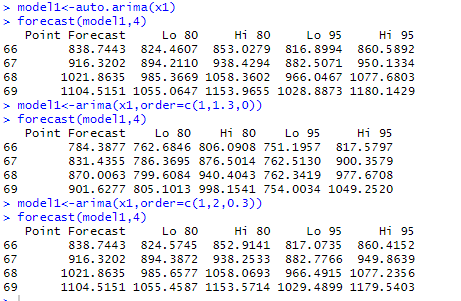 > model1<-auto.arima(x1)
> forecast(model1,4)
Point Forecast Lo 80 Hi 80 Lo 95 Hi 95
66 838.7443 824.4607 853.0279 816.8994 860.5892
67 916.3202 894.2110 938.4294 882.5071 950.1334
68 1021.8635 985.3669 1058.3602 966.0467 1077.6803
69 1104.5151 1055.0647 1153.9655 1028.8873 1180.1429
> model1<-arima(x1,order=c(1,1.3,0))
> forecast(model1,4)
Point Forecast Lo 80 Hi 80 Lo 95 Hi 95
66 784.3877 762.6846 806.0908 751.1957 817.5797
67 831.4355 786.3695 876.5014 762.5130 900.3579
68 870.0063 799.6084 940.4043 762.3419 977.6708
69 901.6277 805.1013 998.1541 754.0034 1049.2520
> model1<-arima(x1,order=c(1,2,0.3))
> forecast(model1,4)
Point Forecast Lo 80 Hi 80 Lo 95 Hi 95
66 838.7443 824.5745 852.9141 817.0735 860.4152
67 916.3202 894.3872 938.2533 882.7766 949.8639
68 1021.8635 985.6577 1058.0693 966.4915 1077.2356
69 1104.5151 1055.4587 1153.5714 1029.4899 1179.5403
>